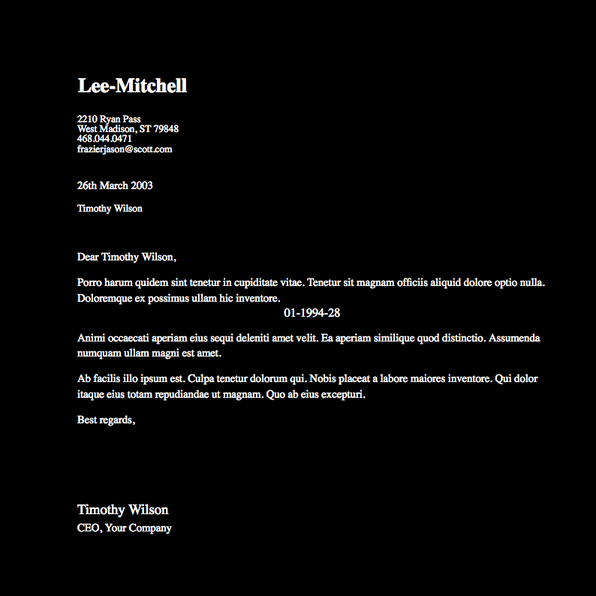 Lee-Mitchell
2210 Ryan Pass
West Madison, ST 79848
468.044.0471
frazierjason@scott.com
26th March 2003
Timothy Wilson
Dear Timothy Wilson,
Porro harum quidem sint tenetur in cupiditate vitae. Tenetur sit magnam officiis aliquid dolore optio nulla.
Doloremque ex possimus ullam hic inventore.
01-1994-28
Animi occaecati aperiam eius sequi deleniti amet velit. Ea aperiam similique quod distinctio. Assumenda
numquam ullam magni est amet.
Ab facilis illo ipsum est. Culpa tenetur dolorum qui. Nobis placeat a labore maiores inventore. Qui dolor
itaque eius totam repudiandae ut magnam. Quo ab eius excepturi.
Best regards,
Timothy Wilson
CEO, Your Company